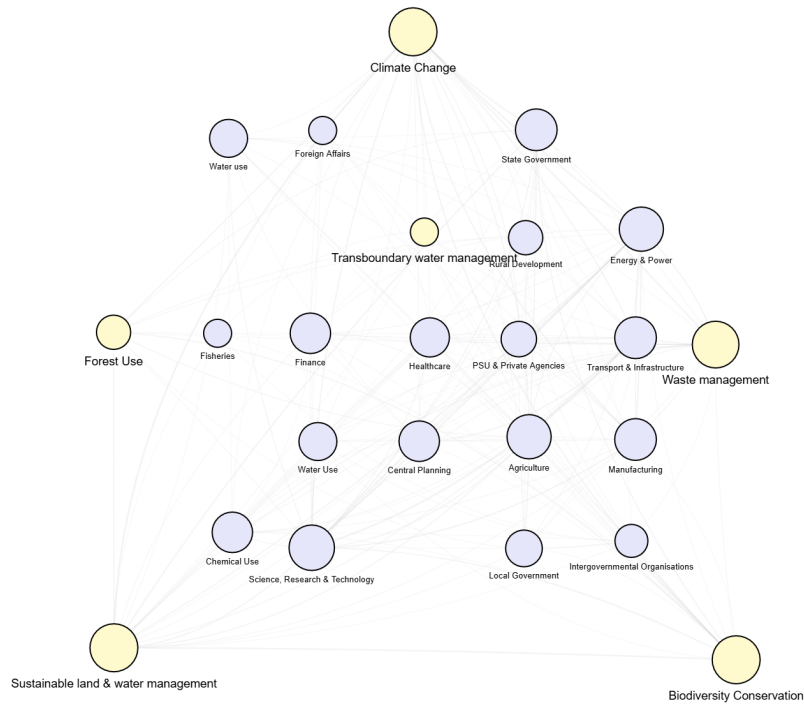 Climate Change
Water use
Foreign Affairs
State Government
Transboundary water management
Rural Development
Energy & Power
Forest Use
Fisheries
Finance
Healthcare
PSU & Private Agencies
Transport & Infrastructure
Waste management
Water Use
Central Planning
Agriculture
Manufacturing
Chemical Use
Science, Research & Technology
Local Government
Intergovernmental Organisations
Sustainable land & water management
Biodiversity Conservation